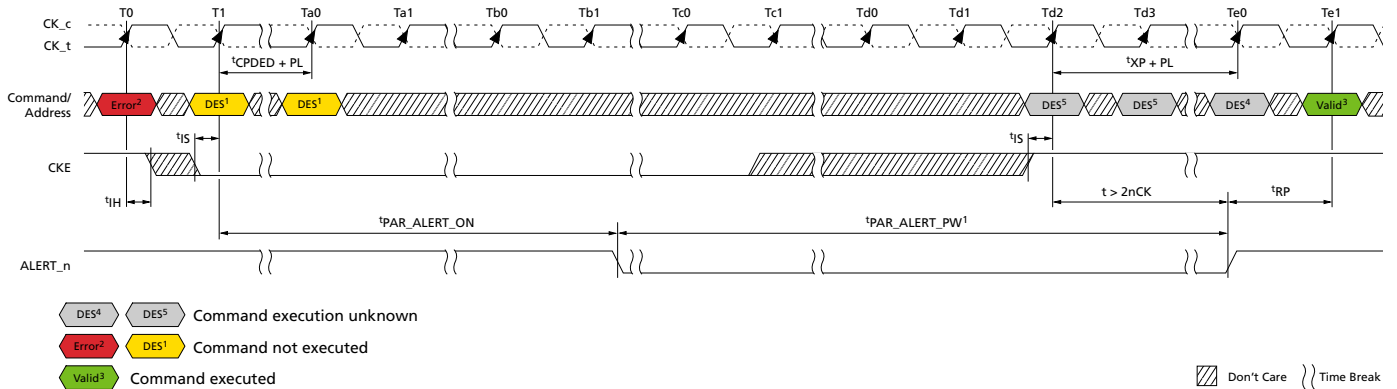 T0 T1 Ta0 Ta1 Tb0 Tb1 Tc0 Tc1 Td0 Td1 Td2 Td3 Te0 Te1
CK_c
CK_t
tCPDED + PL tXP + PL
Command/
Address
Error² DES¹ DES¹ DES⁵ DES⁵ DES⁴ Valid³
tIS tIS
CKE
tIH t > 2nCK tRP
tPAR_ALERT_ON tPAR_ALERT_PW¹
ALERT_n
DES⁴ DES⁵ Command execution unknown
Error² DES¹ Command not executed
Valid³ Command executed
Don't Care Time Break